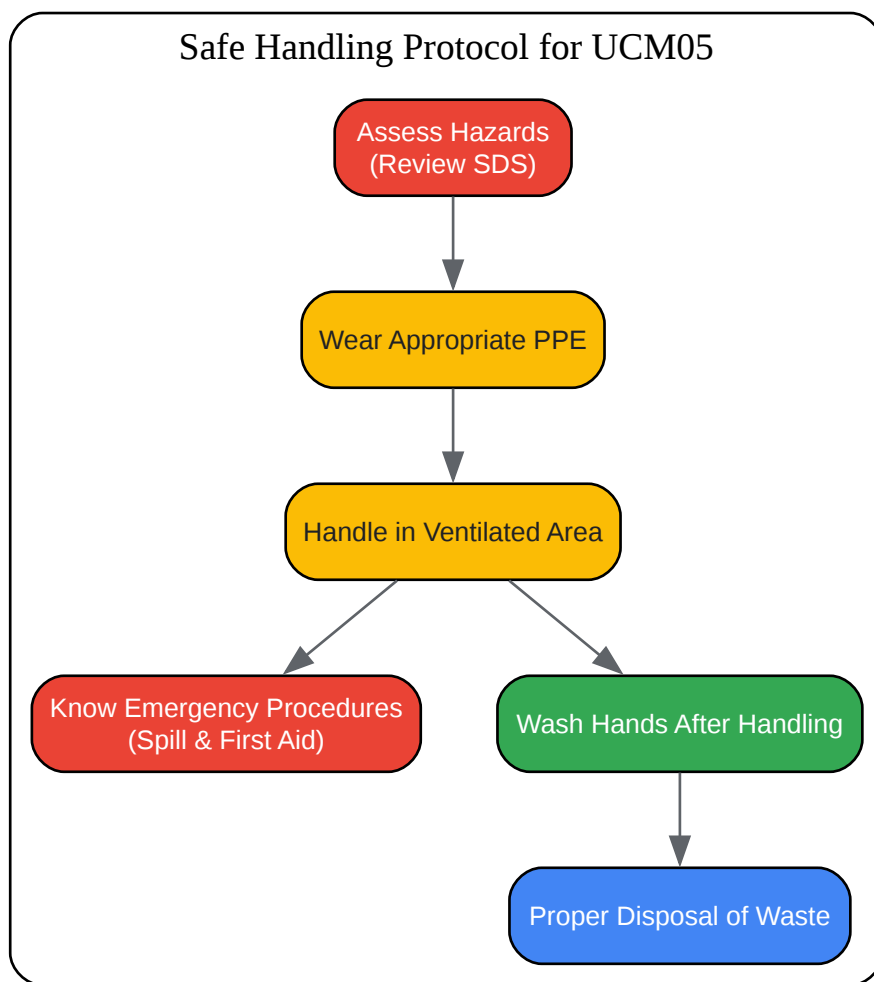 Safe Handling Protocol for UCM05
Assess Hazards
(Review SDS)
Wear Appropriate PPE
Handle in Ventilated Area
Know Emergency Procedures
(Spill & First Aid)
Wash Hands After Handling
Proper Disposal of Waste